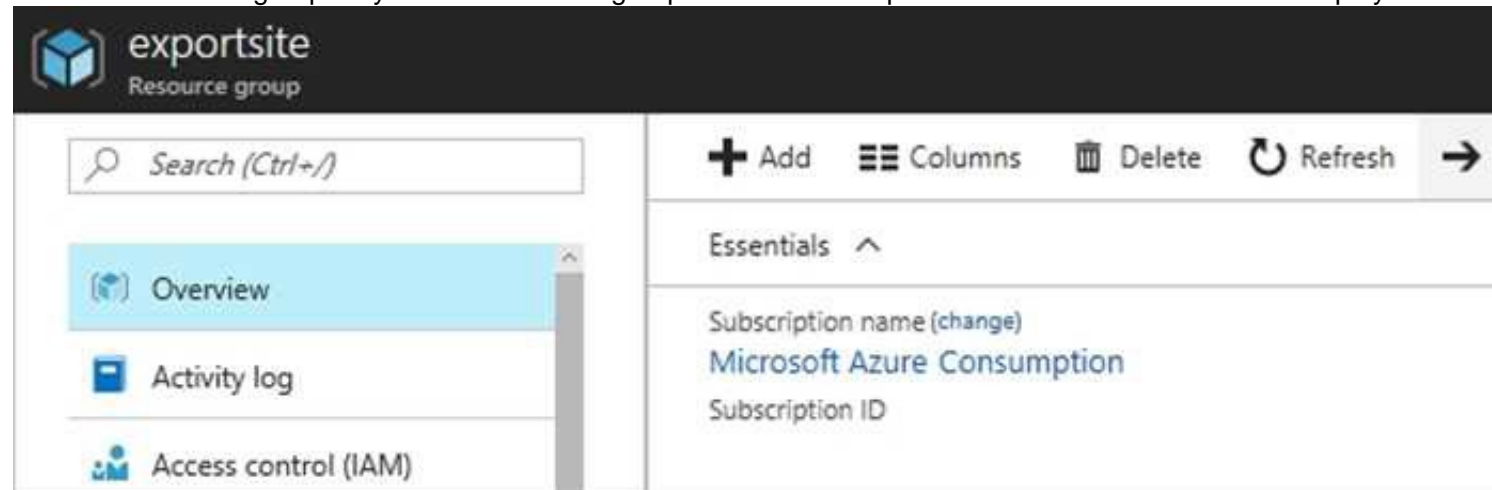 exportsite
Resource group
Search (Ctrl+/)
+ Add Columns Delete Refresh →
Essentials
Overview
Subscription name (change)
Microsoft Azure Consumption
Activity log
Subscription ID
Access control (IAM)